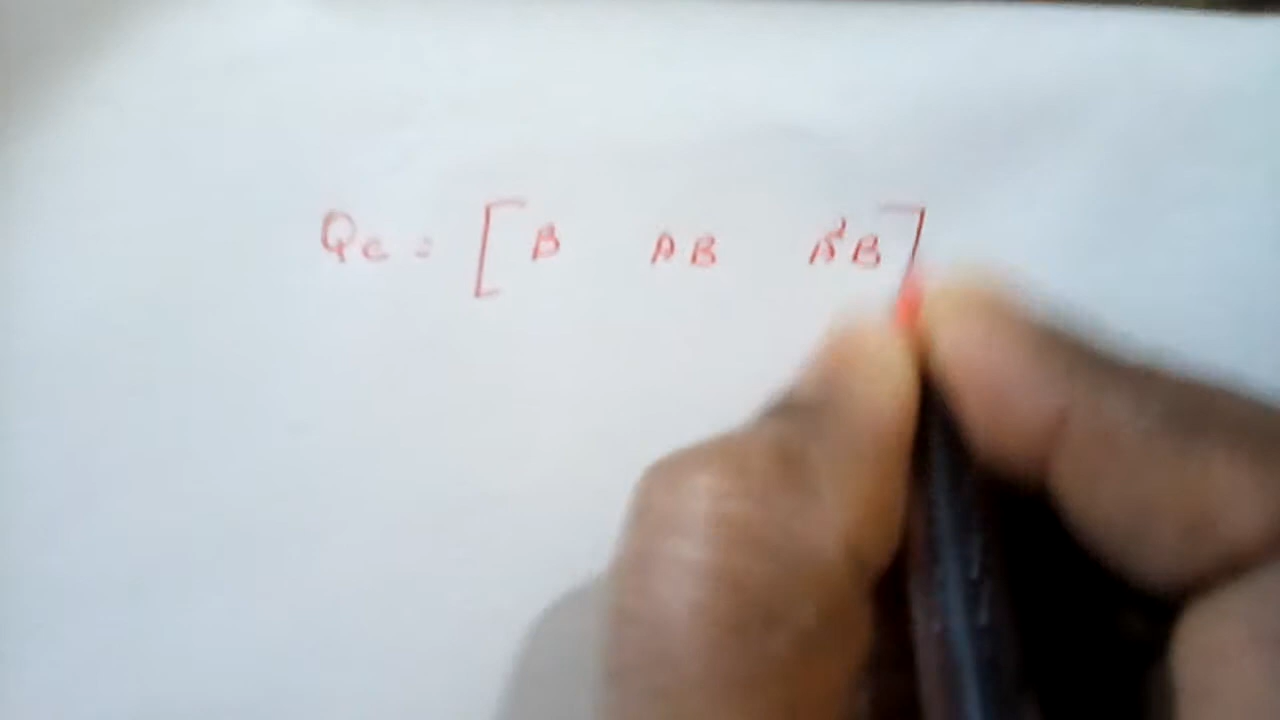 Qc = [ B AB A²B ]